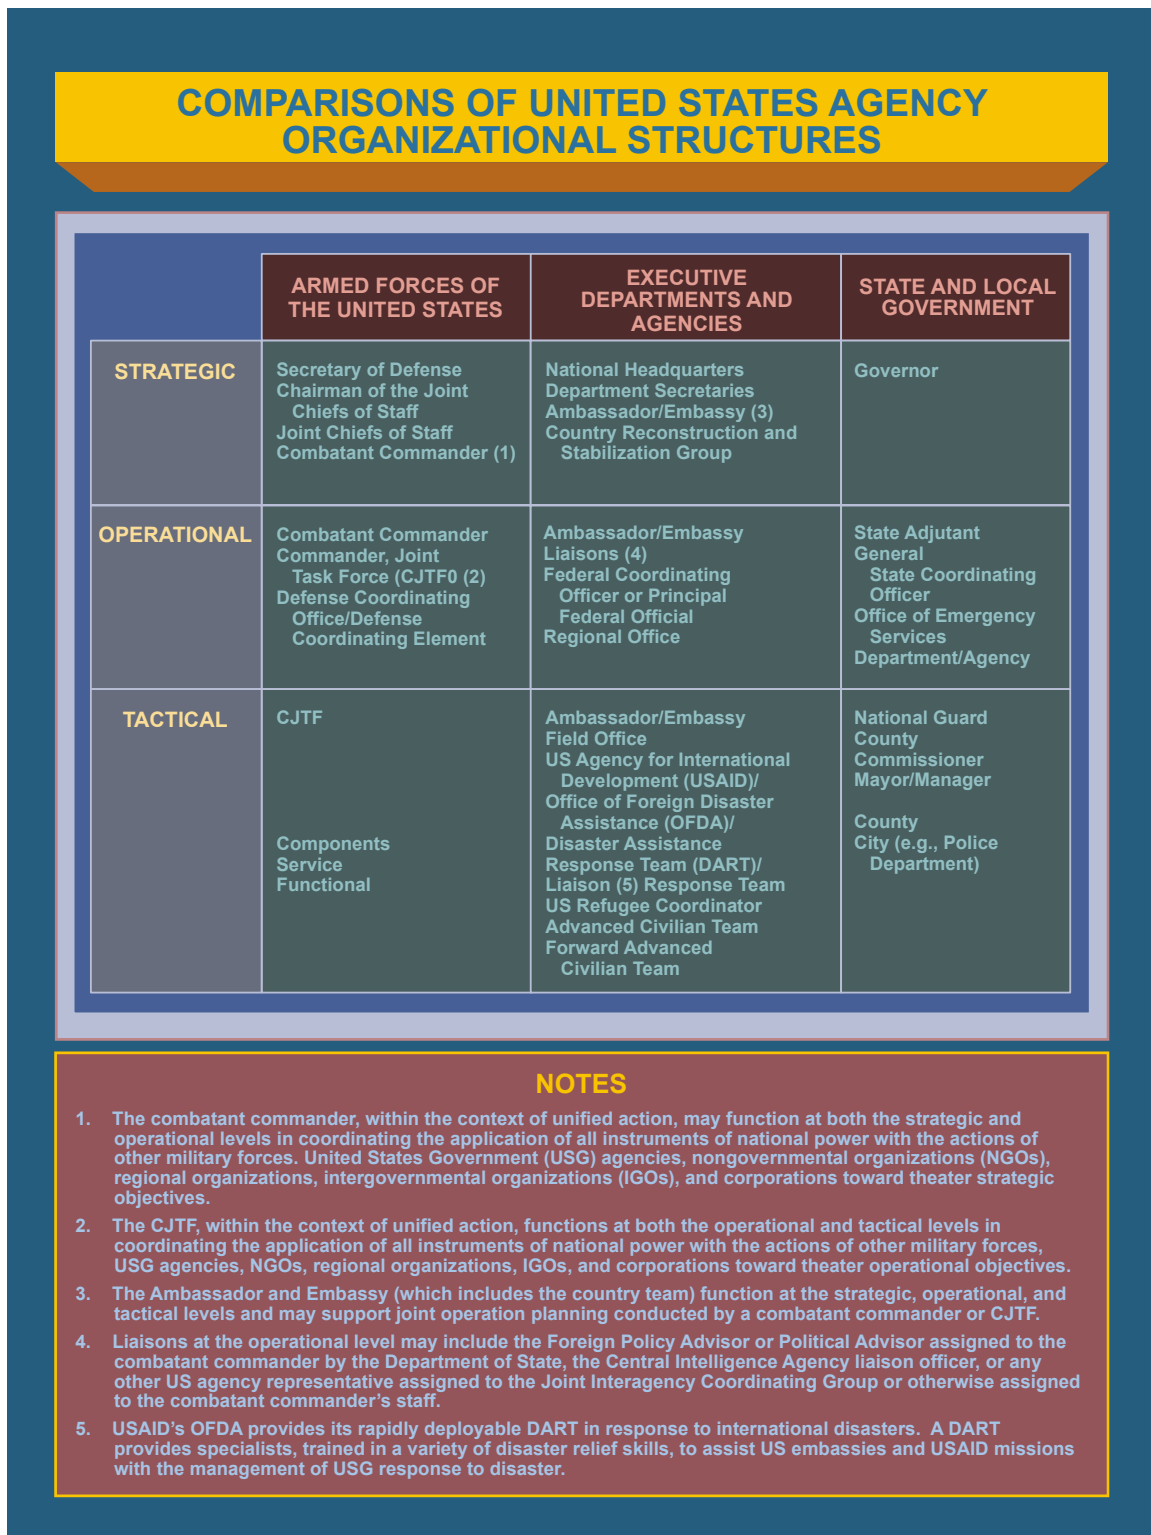 COMPARISONS OF UNITED STATES AGENCY
ORGANIZATIONAL STRUCTURES
ARMED FORCES OF
THE UNITED STATES
EXECUTIVE
DEPARTMENTS AND
AGENCIES
STATE AND LOCAL
GOVERNMENT
STRATEGIC
Secretary of Defense
Chairman of the Joint
Chiefs of Staff
Joint Chiefs of Staff
Combatant Commander (1)
National Headquarters
Department Secretaries
Ambassador/Embassy (3)
Country Reconstruction and
Stabilization Group
Governor
OPERATIONAL
Combatant Commander
Commander, Joint
Task Force (CJTF0 (2)
Defense Coordinating
Office/Defense
Coordinating Element
Ambassador/Embassy
Liaisons (4)
Federal Coordinating
Officer or Principal
Federal Official
Regional Office
State Adjutant
General
State Coordinating
Officer
Office of Emergency
Services
Department/Agency
TACTICAL
CJTF
Components
Service
Functional
Ambassador/Embassy
Field Office
US Agency for International
Development (USAID)/
Office of Foreign Disaster
Assistance (OFDA)/
Disaster Assistance
Response Team (DART)/
Liaison (5) Response Team
US Refugee Coordinator
Advanced Civilian Team
Forward Advanced
Civilian Team
National Guard
County
Commissioner
Mayor/Manager
County
City (e.g., Police
Department)
NOTES
1. The combatant commander, within the context of unified action, may function at both the strategic and
operational levels in coordinating the application of all instruments of national power with the actions of
other military forces. United States Government (USG) agencies, nongovernmental organizations (NGOs),
regional organizations, intergovernmental organizations (IGOs), and corporations toward theater strategic
objectives.
2. The CJTF, within the context of unified action, functions at both the operational and tactical levels in
coordinating the application of all instruments of national power with the actions of other military forces,
USG agencies, NGOs, regional organizations, IGOs, and corporations toward theater operational objectives.
3. The Ambassador and Embassy (which includes the country team) function at the strategic, operational, and
tactical levels and may support joint operation planning conducted by a combatant commander or CJTF.
4. Liaisons at the operational level may include the Foreign Policy Advisor or Political Advisor assigned to the
combatant commander by the Department of State, the Central Intelligence Agency liaison officer, or any
other US agency representative assigned to the Joint Interagency Coordinating Group or otherwise assigned
to the combatant commander’s staff.
5. USAID’s OFDA provides its rapidly deployable DART in response to international disasters. A DART
provides specialists, trained in a variety of disaster relief skills, to assist US embassies and USAID missions
with the management of USG response to disaster.